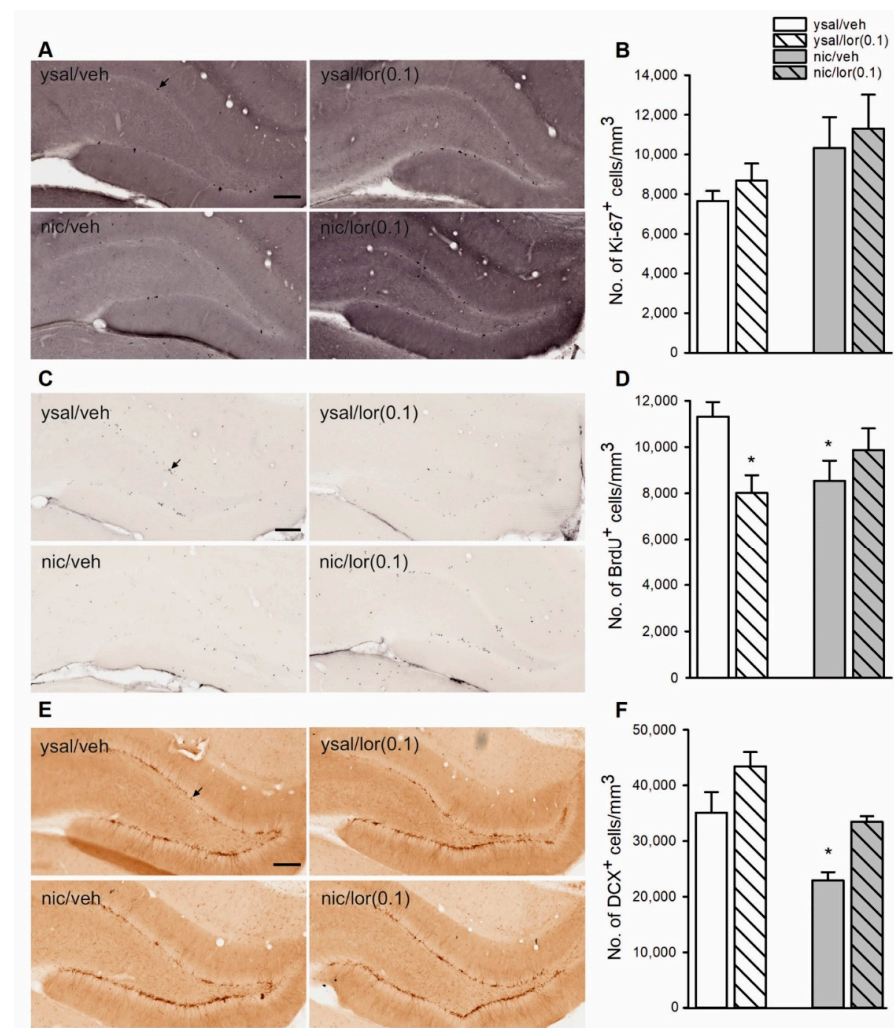 ysal/veh
ysal/lor(0.1)
nic/veh
nic/lor(0.1)
A
ysal/veh
ysal/lor(0.1)
nic/veh
nic/lor(0.1)
B
14,000
12,000
10,000
8,000
6,000
4,000
2,000
0
No. of Ki-67+ cells/mm3
C
ysal/veh
ysal/lor(0.1)
nic/veh
nic/lor(0.1)
D
12,000
10,000
8,000
6,000
4,000
2,000
0
No. of BrdU+ cells/mm3
*
*
E
ysal/veh
ysal/lor(0.1)
nic/veh
nic/lor(0.1)
F
50,000
40,000
30,000
20,000
10,000
0
No. of DCX+ cells/mm3
*